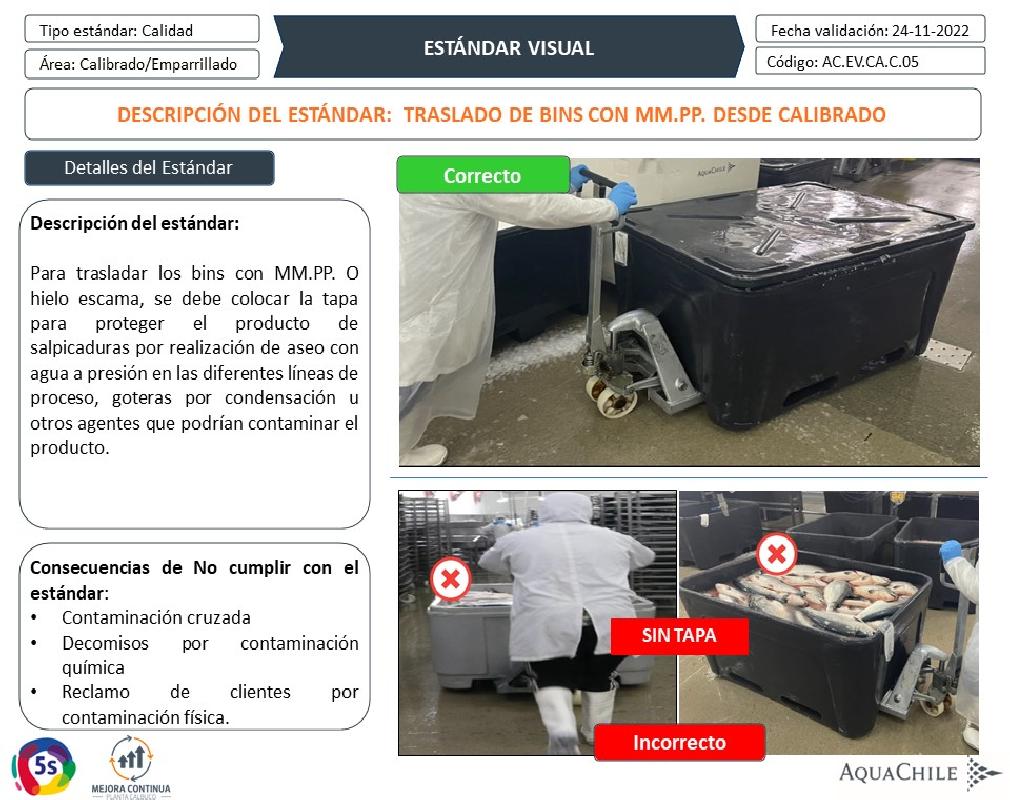 Tipo estándar: Calidad
Área: Calibrado/Emparrillado
ESTÁNDAR VISUAL
Fecha validación: 24-11-2022
Código: AC.EV.CA.C.05
DESCRIPCIÓN DEL ESTÁNDAR: TRASLADO DE BINS CON MM.PP. DESDE CALIBRADO
Detalles del Estándar
Descripción del estándar:
Para trasladar los bins con MM.PP. O
hielo escama, se debe colocar la tapa
para proteger el producto de
salpicaduras por realización de aseo con
agua a presión en las diferentes líneas de
proceso, goteras por condensación u
otros agentes que podrían contaminar el
producto.
Consecuencias de No cumplir con el
estándar:
• Contaminación cruzada
• Decomisos por contaminación
química
• Reclamo de clientes por
contaminación física.
Correcto
AQUACHILE
SIN TAPA
Incorrecto
5s
MEJORA CONTINUA
PLANTA CALBUCO
AQUACHILE